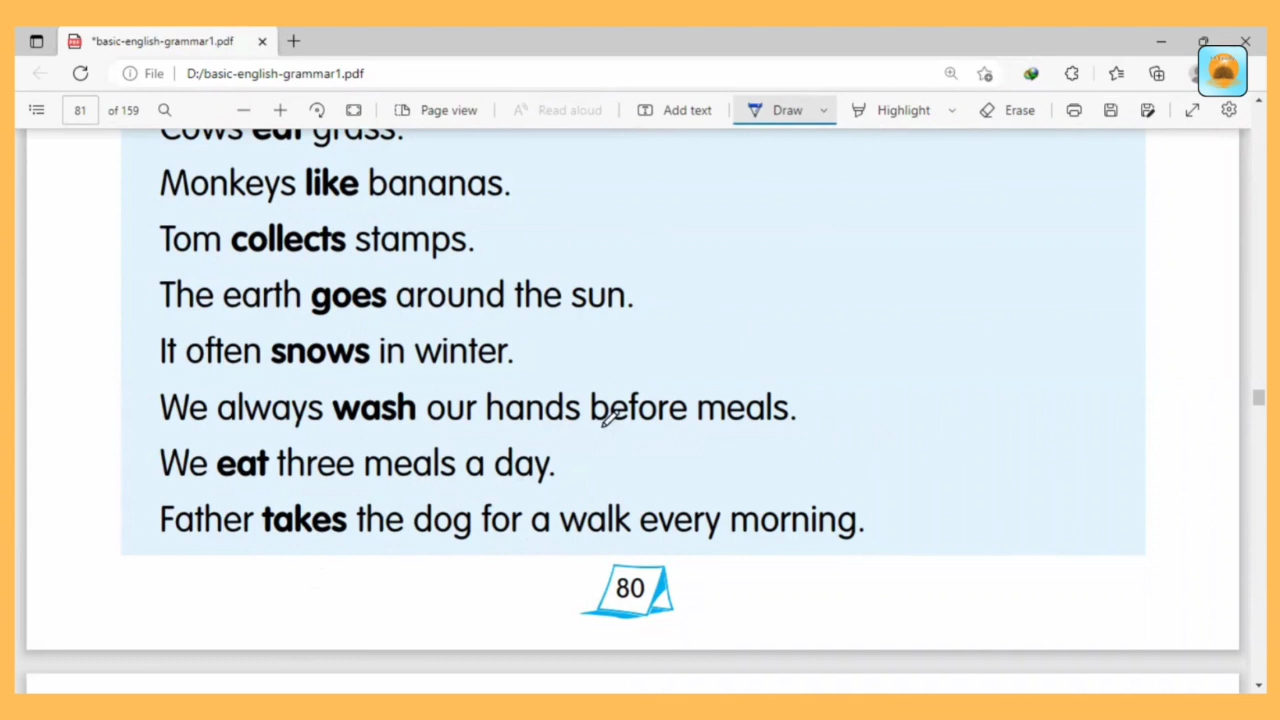 *basic-english-grammar1.pdf
File D:/basic-english-grammar1.pdf
81 of 159 Page view Read aloud Add text Draw Highlight Erase
Cows eat grass.
Monkeys like bananas.
Tom collects stamps.
The earth goes around the sun.
It often snows in winter.
We always wash our hands before meals.
We eat three meals a day.
Father takes the dog for a walk every morning.
80